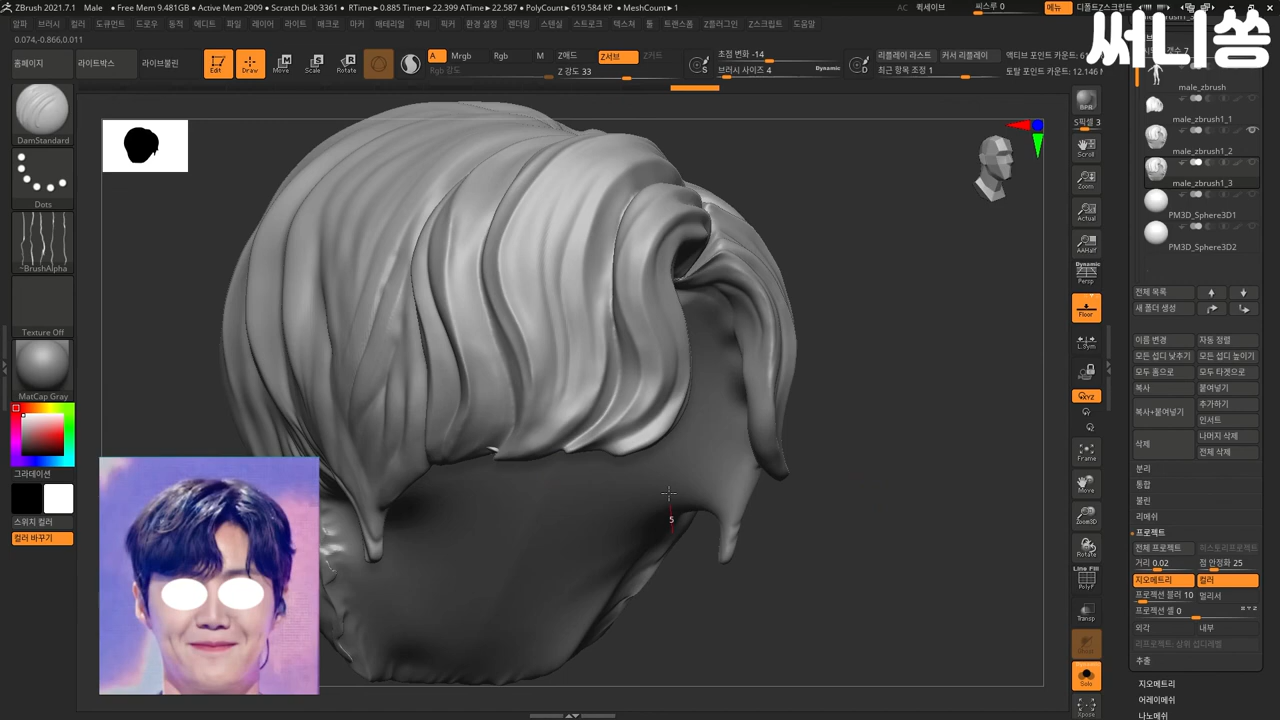 ZBrush 2021.7.1 Male ● Free Mem 9.481GB ● Active Mem 2909 ● Scratch Disk 3361 ● RTime►0.885 Timer►22.399 ATime►22.587 ● PolyCount►619.584 KP ● MeshCount►1
AC 퀵세이브 씨스루 0 메뉴 디폴트Z스크립트
알파 브러시 컬러 도큐먼트 드로우 동적 에디트 파일 레이어 라이트 매크로 마커 매테리얼 무비 픽커 환경 설정 렌더링 스텐실 스트로크 텍스쳐 툴 트랜스폼 Z플러그인 Z스크립트 도움말
써니쏭
0.074,-0.866,0.011
홈페이지 라이트박스 라이브불린 Edit Draw Move Scale Rotate
A Mrgb Rgb M Z애드 Z서브 Z카트
Rgb 강도 Z 강도 33
초점 변화 -14
브러시 사이즈 4 Dynamic
S D
리플레이 라스트 커서 리플레이
최근 항목 조정 1
액티브 포인트 카운트:
토탈 포인트 카운트: 12.146
DamStandard
Dots
~BrushAlpha
Texture Off
MatCap Gray
그라데이션
스위치 컬러
컬러 바꾸기
5
BPR
S픽셀 3
Scroll
Zoom
Actual
AAHalf
Dynamic
Persp
Floor
L.Sym
XYZ
Frame
Move
Zoom3D
Rotate
Line Fill
PolyF
Transp
Solo
Xpose
male_zbrush
male_zbrush1_1
male_zbrush1_2
male_zbrush1_3
PM3D_Sphere3D1
PM3D_Sphere3D2
전체 목록
새 폴더 생성
이름 변경 자동 정렬
모든 섭디 낮추기 모든 섭디 높이기
모두 홈으로 모두 타겟으로
복사 붙여넣기
복사+붙여넣기 추가하기
인서트
삭제 나머지 삭제
전체 삭제
분리
통합
불린
리메쉬
프로젝트
전체 프로젝트 히스토리프로젝트
거리 0.02 점 안정화 25
지오메트리 컬러
프로젝션 블러 10 멀리서
프로젝션 셸 0
외각 내부
리프로젝트: 상위 섭디레벨
추출
지오메트리
어레이메쉬
나노메쉬